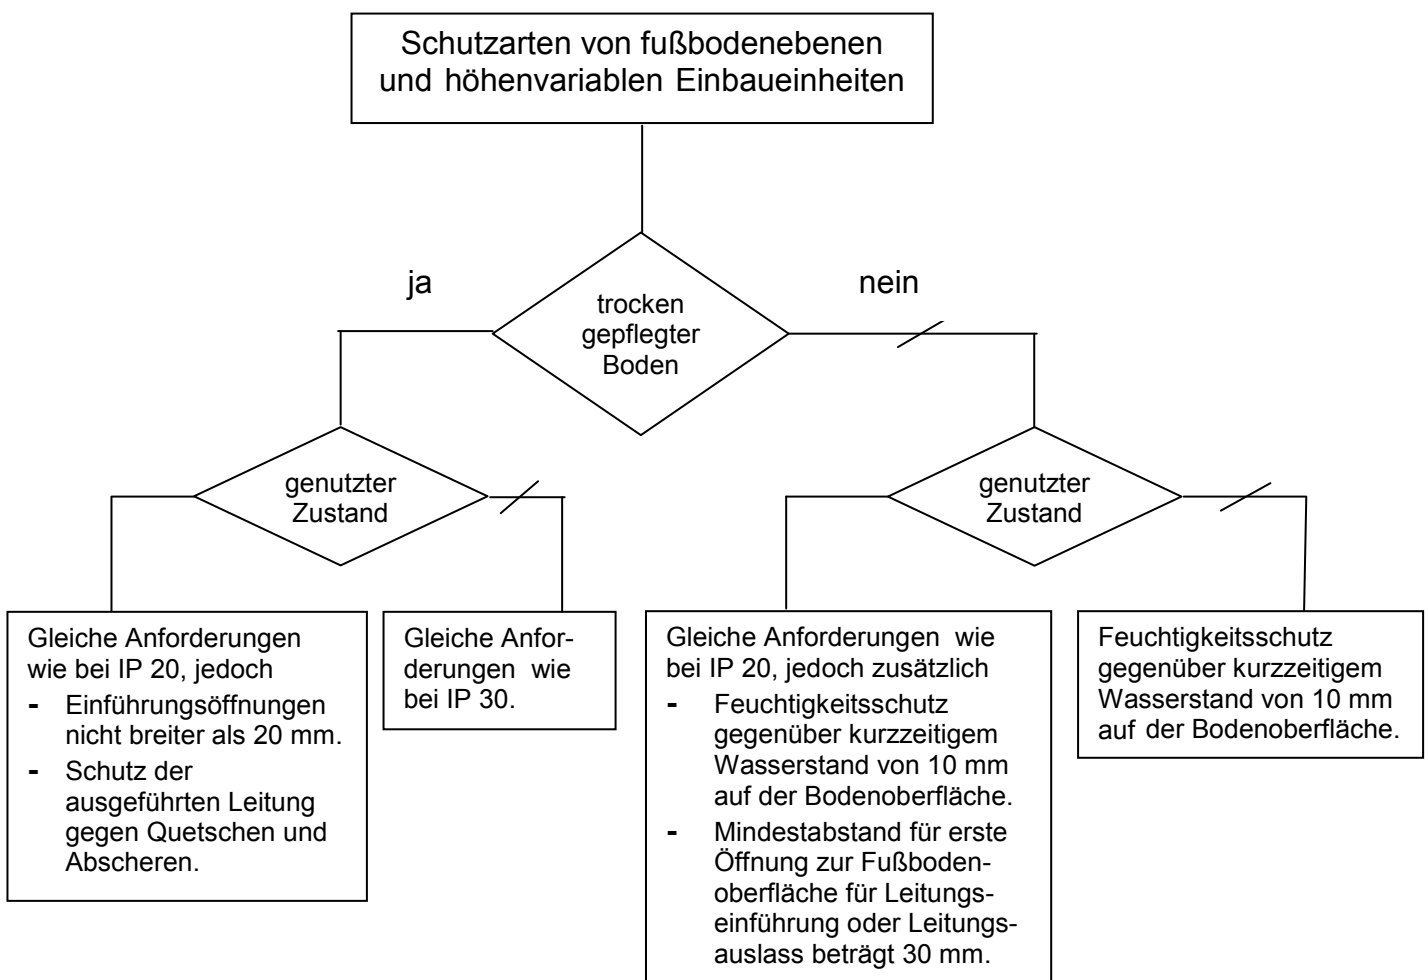 Schutzarten von fußbodenebenen
und höhenvariablen Einbaueinheiten
ja
nein
trocken
gepflegter
Boden
genutzter
Zustand
genutzter
Zustand
Gleiche Anforderungen
wie bei IP 20, jedoch
- Einführungsöffnungen
nicht breiter als 20 mm.
- Schutz der
ausgeführten Leitung
gegen Quetschen und
Abscheren.
Gleiche Anfor-
derungen wie
bei IP 30.
Gleiche Anforderungen wie
bei IP 20, jedoch zusätzlich
- Feuchtigkeitsschutz
gegenüber kurzzeitigem
Wasserstand von 10 mm
auf der Bodenoberfläche.
- Mindestabstand für erste
Öffnung zur Fußboden-
oberfläche für Leitungs-
einführung oder Leitungs-
auslass beträgt 30 mm.
Feuchtigkeitsschutz
gegenüber kurzzeitigem
Wasserstand von 10 mm
auf der Bodenoberfläche.